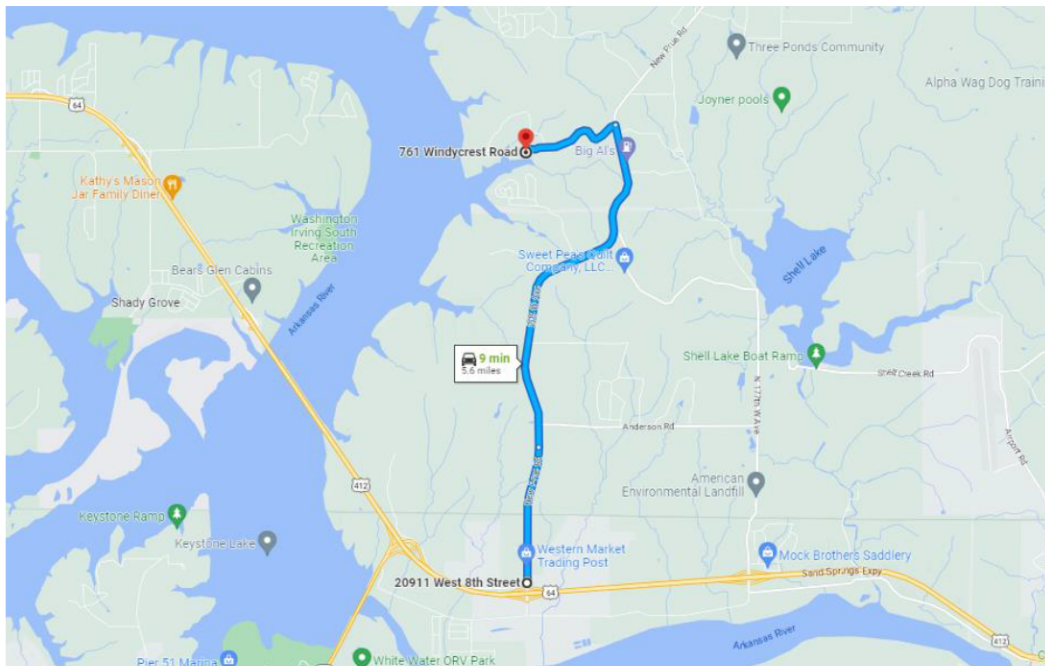 New Prue Rd
Three Ponds Community
Alpha Wag Dog Traini
Joyner pools
64
761 Windycrest Road
Big Al's
Kathy's Mason
Jar Family Diner
Washington
Irving South
Recreation
Area
Sweet Peas Quilt
Company, LLC...
Shell Lake
Bears Glen Cabins
Shady Grove
Arkansas River
9 min
5.6 miles
Shell Lake Boat Ramp
Shell Creek Rd
N 177th W Ave
Anderson Rd
Airport Rd
American
Environmental Landfill
412
Keystone Ramp
Keystone Lake
Western Market
Trading Post
Mock Brothers Saddlery
Sand Springs Expy
20911 West 8th Street
64
412
Arkansas River
Pier 51 Marina
White Water ORV Park